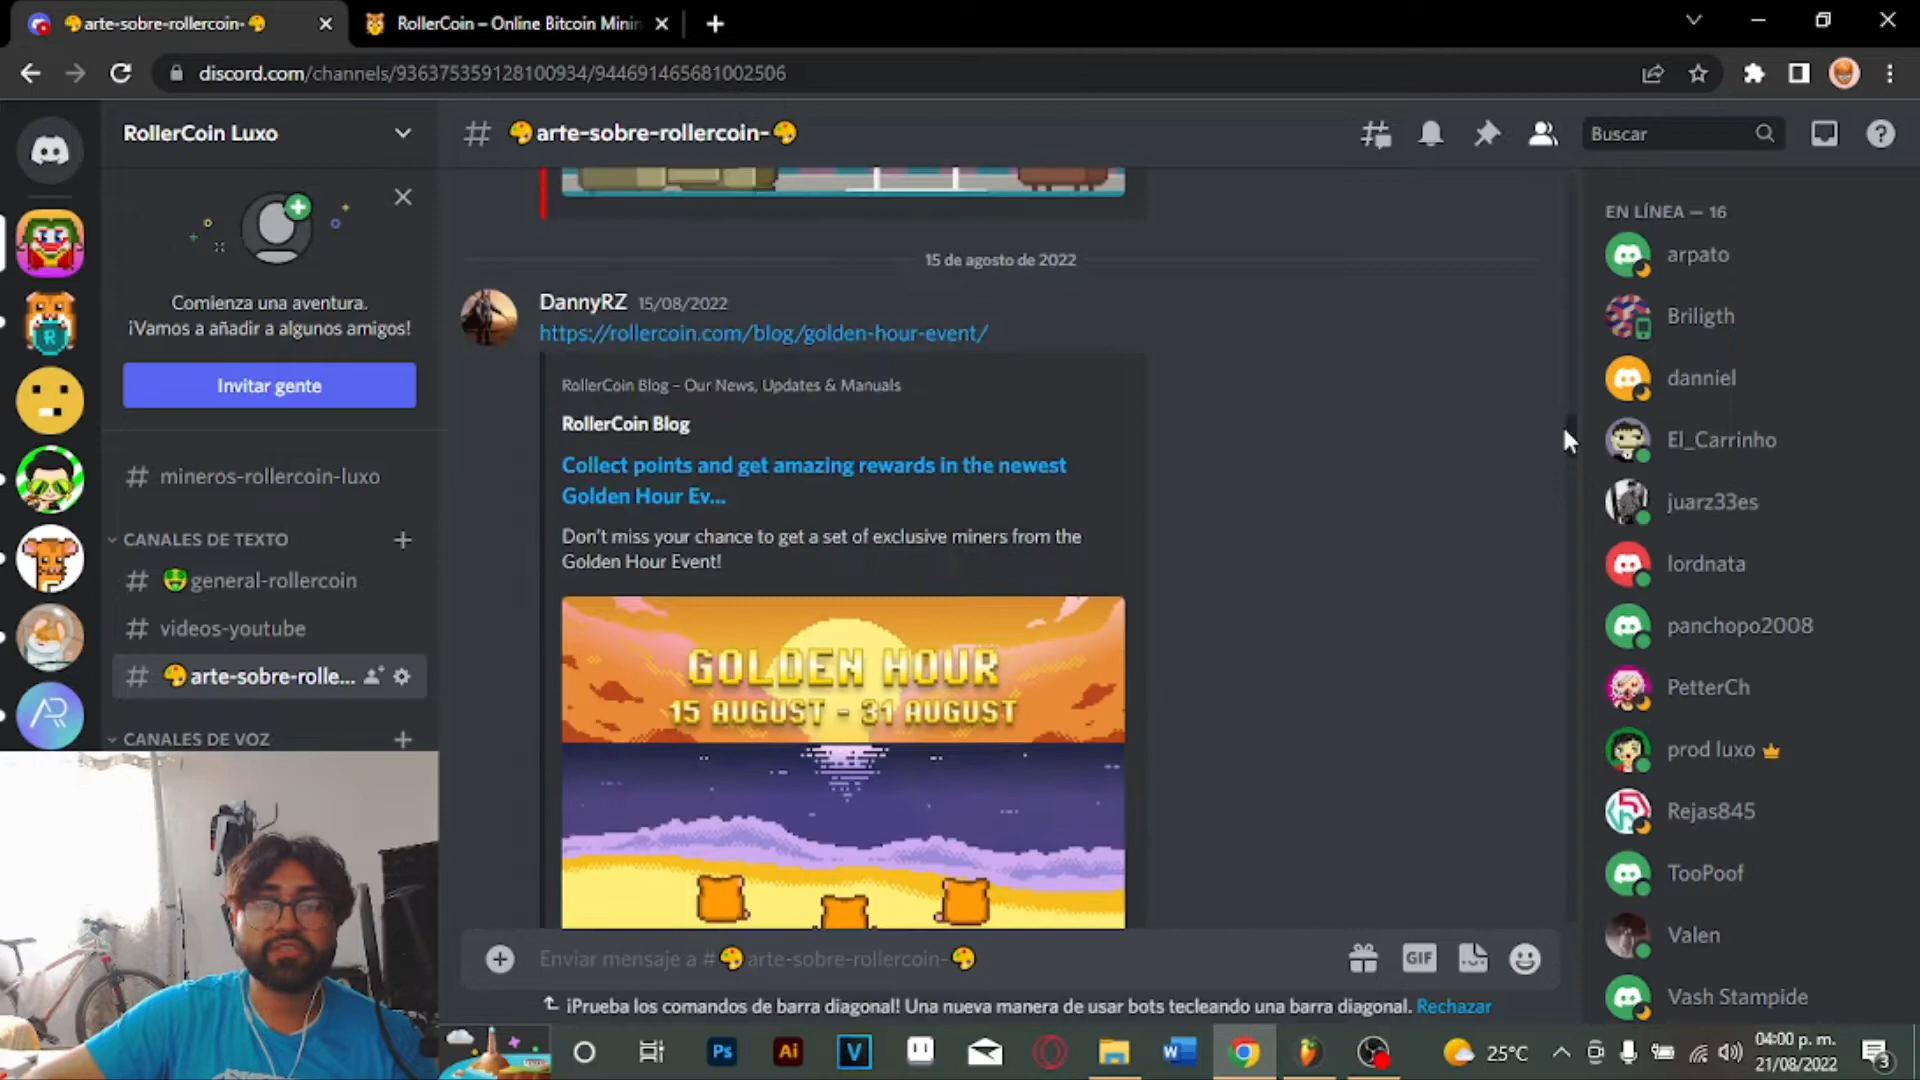 🎨arte-sobre-rollercoin-🎨
RollerCoin – Online Bitcoin Minin
discord.com/channels/936375359128100934/944691465681002506
RollerCoin Luxo
# 🎨arte-sobre-rollercoin-🎨
Buscar
Comienza una aventura.
¡Vamos a añadir a algunos amigos!
Invitar gente
# mineros-rollercoin-luxo
CANALES DE TEXTO
# 🤑general-rollercoin
# videos-youtube
# 🎨arte-sobre-rolle...
CANALES DE VOZ
15 de agosto de 2022
DannyRZ 15/08/2022
https://rollercoin.com/blog/golden-hour-event/
RollerCoin Blog – Our News, Updates & Manuals
RollerCoin Blog
Collect points and get amazing rewards in the newest
Golden Hour Ev...
Don't miss your chance to get a set of exclusive miners from the
Golden Hour Event!
GOLDEN HOUR
15 AUGUST - 31 AUGUST
Enviar mensaje a #🎨arte-sobre-rollercoin-🎨
GIF
¡Prueba los comandos de barra diagonal! Una nueva manera de usar bots tecleando una barra diagonal. Rechazar
EN LÍNEA — 16
arpato
Briligth
danniel
El_Carrinho
juarz33es
lordnata
panchopo2008
PetterCh
prod luxo
Rejas845
TooPoof
Valen
Vash Stampide
Ps
Ai
V
25°C
04:00 p. m.
21/08/2022
3